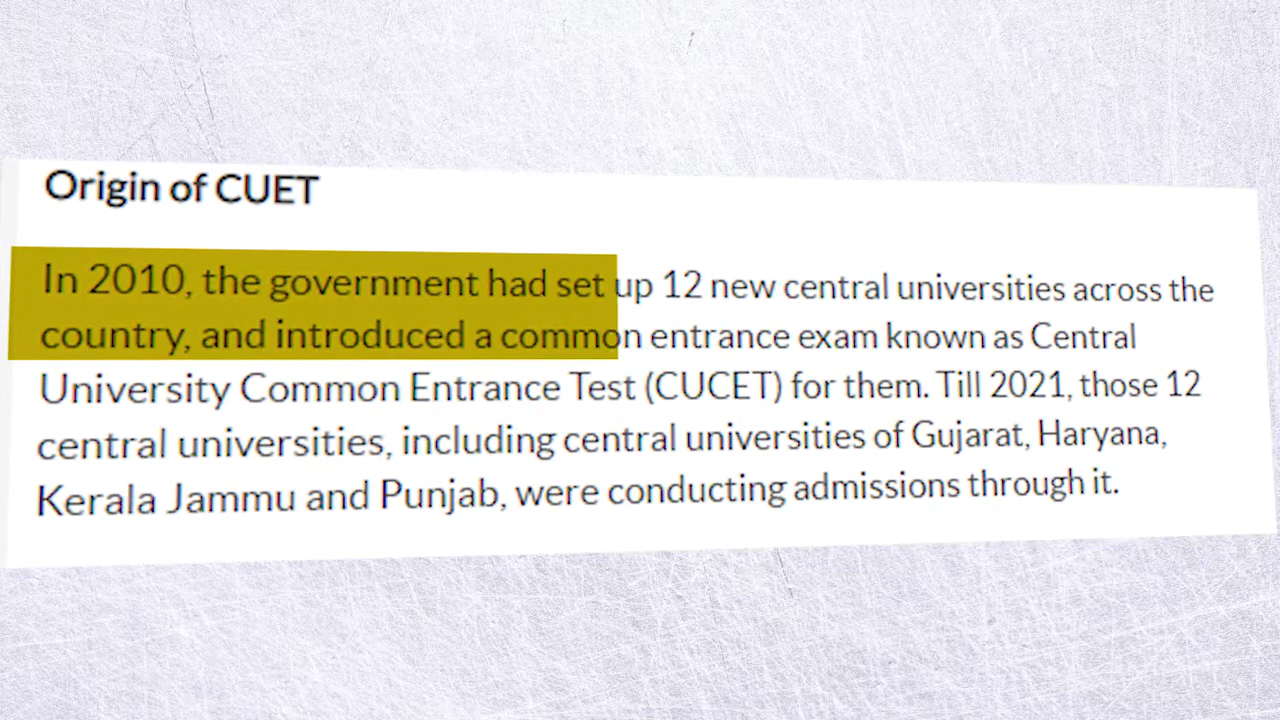 Origin of CUET
In 2010, the government had set up 12 new central universities across the
country, and introduced a common entrance exam known as Central
University Common Entrance Test (CUCET) for them. Till 2021, those 12
central universities, including central universities of Gujarat, Haryana,
Kerala Jammu and Punjab, were conducting admissions through it.